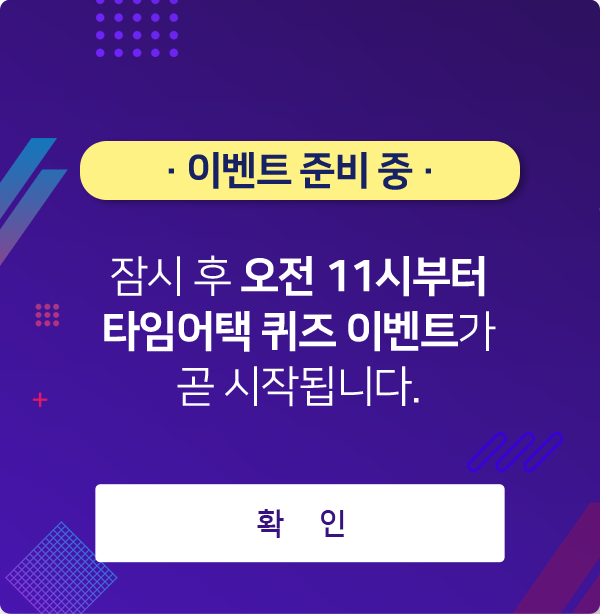 · 이벤트 준비 중 ·
잠시 후 오전 11시부터
타임어택 퀴즈 이벤트가
곧 시작됩니다.
확 인